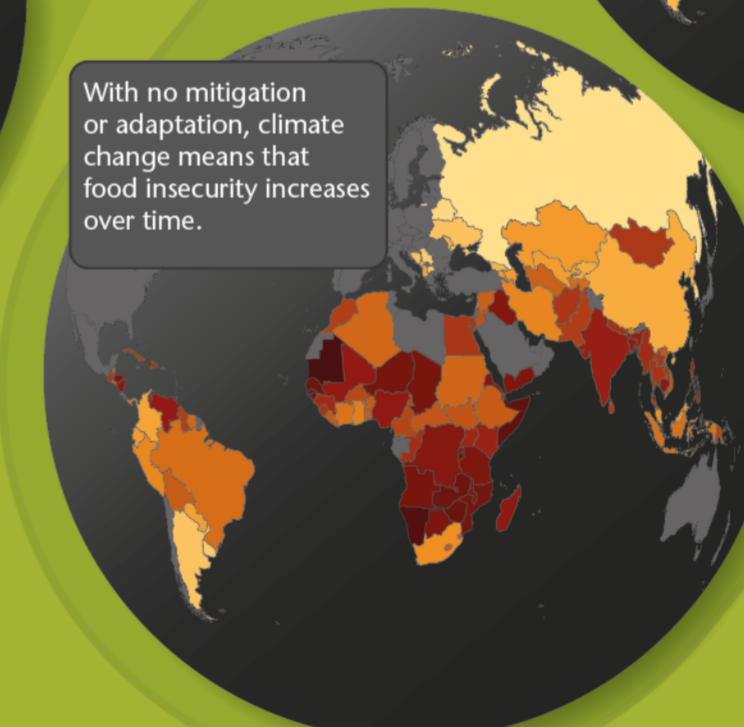 With no mitigation
or adaptation, climate
change means that
food insecurity increases
over time.